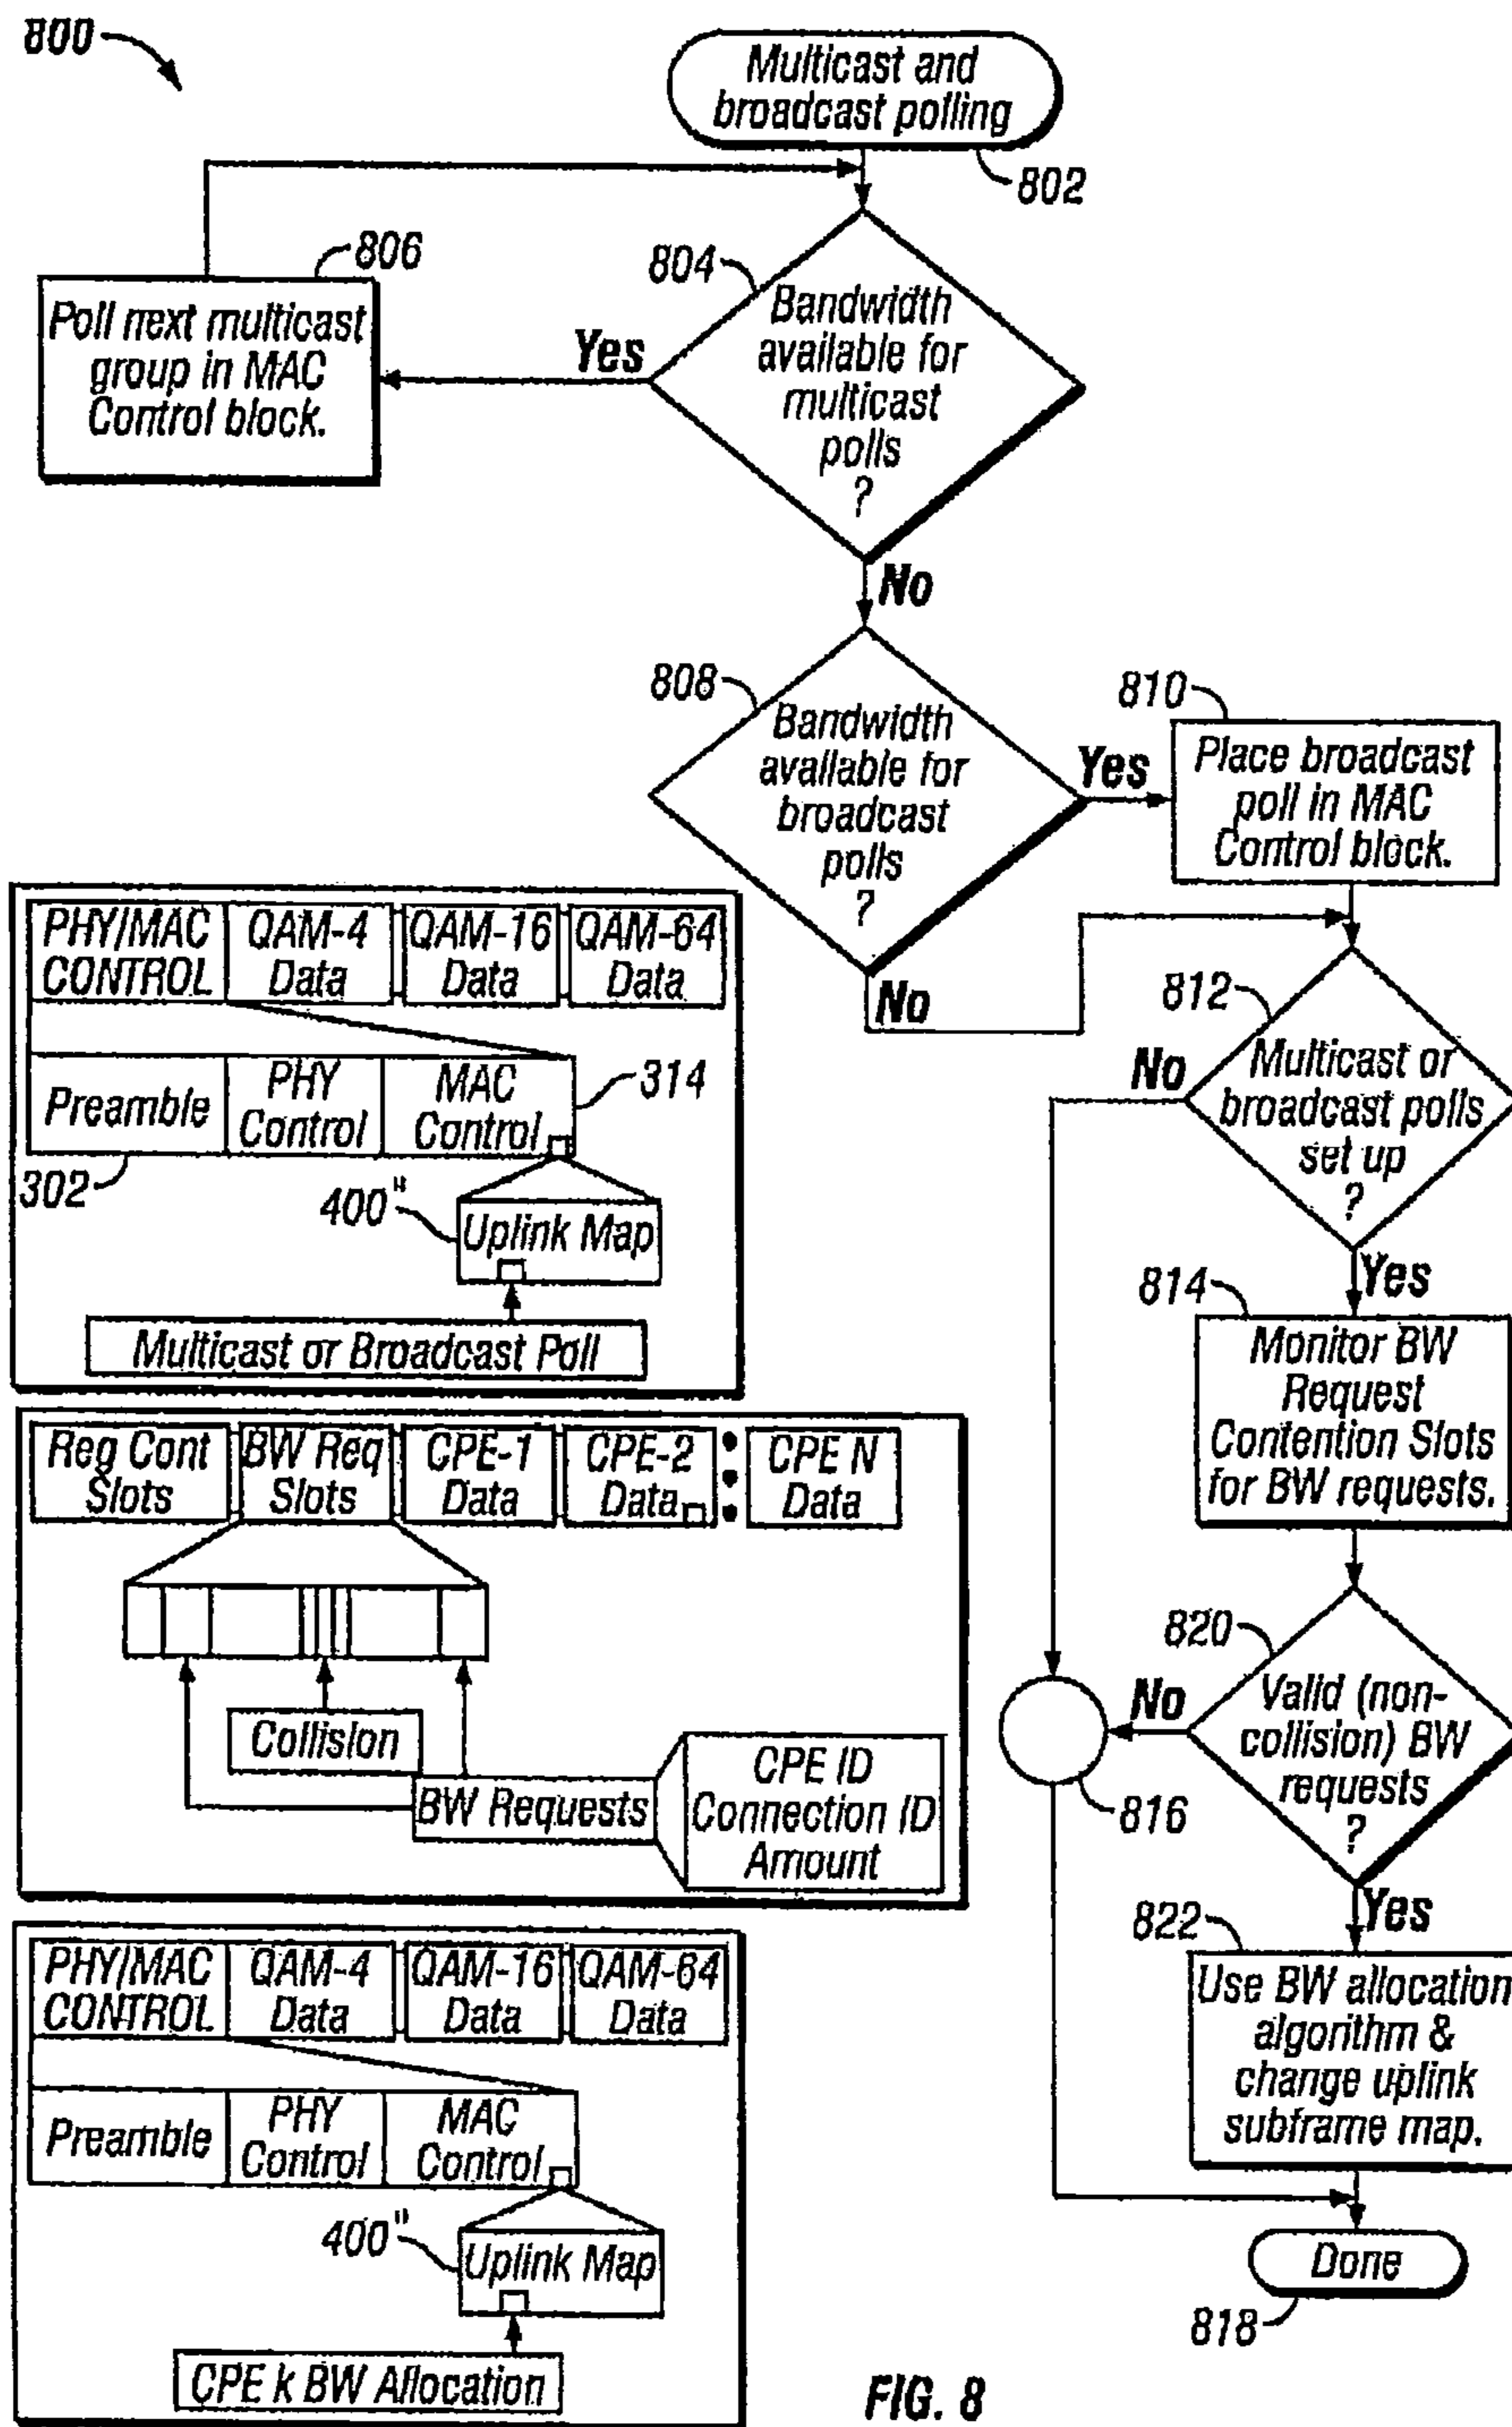 800
Multicast and
broadcast polling
802
806
Poll next multicast
group in MAC
Control block.
Yes
804
Bandwidth
available for
multicast
polls
?
No
808
Bandwidth
available for
broadcast
polls
?
Yes
No
810
Place broadcast
poll in MAC
Control block.
812
Multicast or
broadcast polls
set up
?
No
Yes
814
Monitor BW
Request
Contention Slots
for BW requests.
820
Valid (non-
collision) BW
requests
?
No
816
Yes
822
Use BW allocation
algorithm &
change uplink
subframe map.
Done
818
PHY/MAC
CONTROL
QAM-4
Data
QAM-16
Data
QAM-64
Data
Preamble
PHY
Control
MAC
Control
314
302
400"
Uplink Map
Multicast or Broadcast Poll
Reg Cont
Slots
BW Req
Slots
CPE-1
Data
CPE-2
Data
CPE N
Data
Collision
BW Requests
CPE ID
Connection ID
Amount
PHY/MAC
CONTROL
QAM-4
Data
QAM-16
Data
QAM-64
Data
Preamble
PHY
Control
MAC
Control
400"
Uplink Map
CPE k BW Allocation
FIG. 8